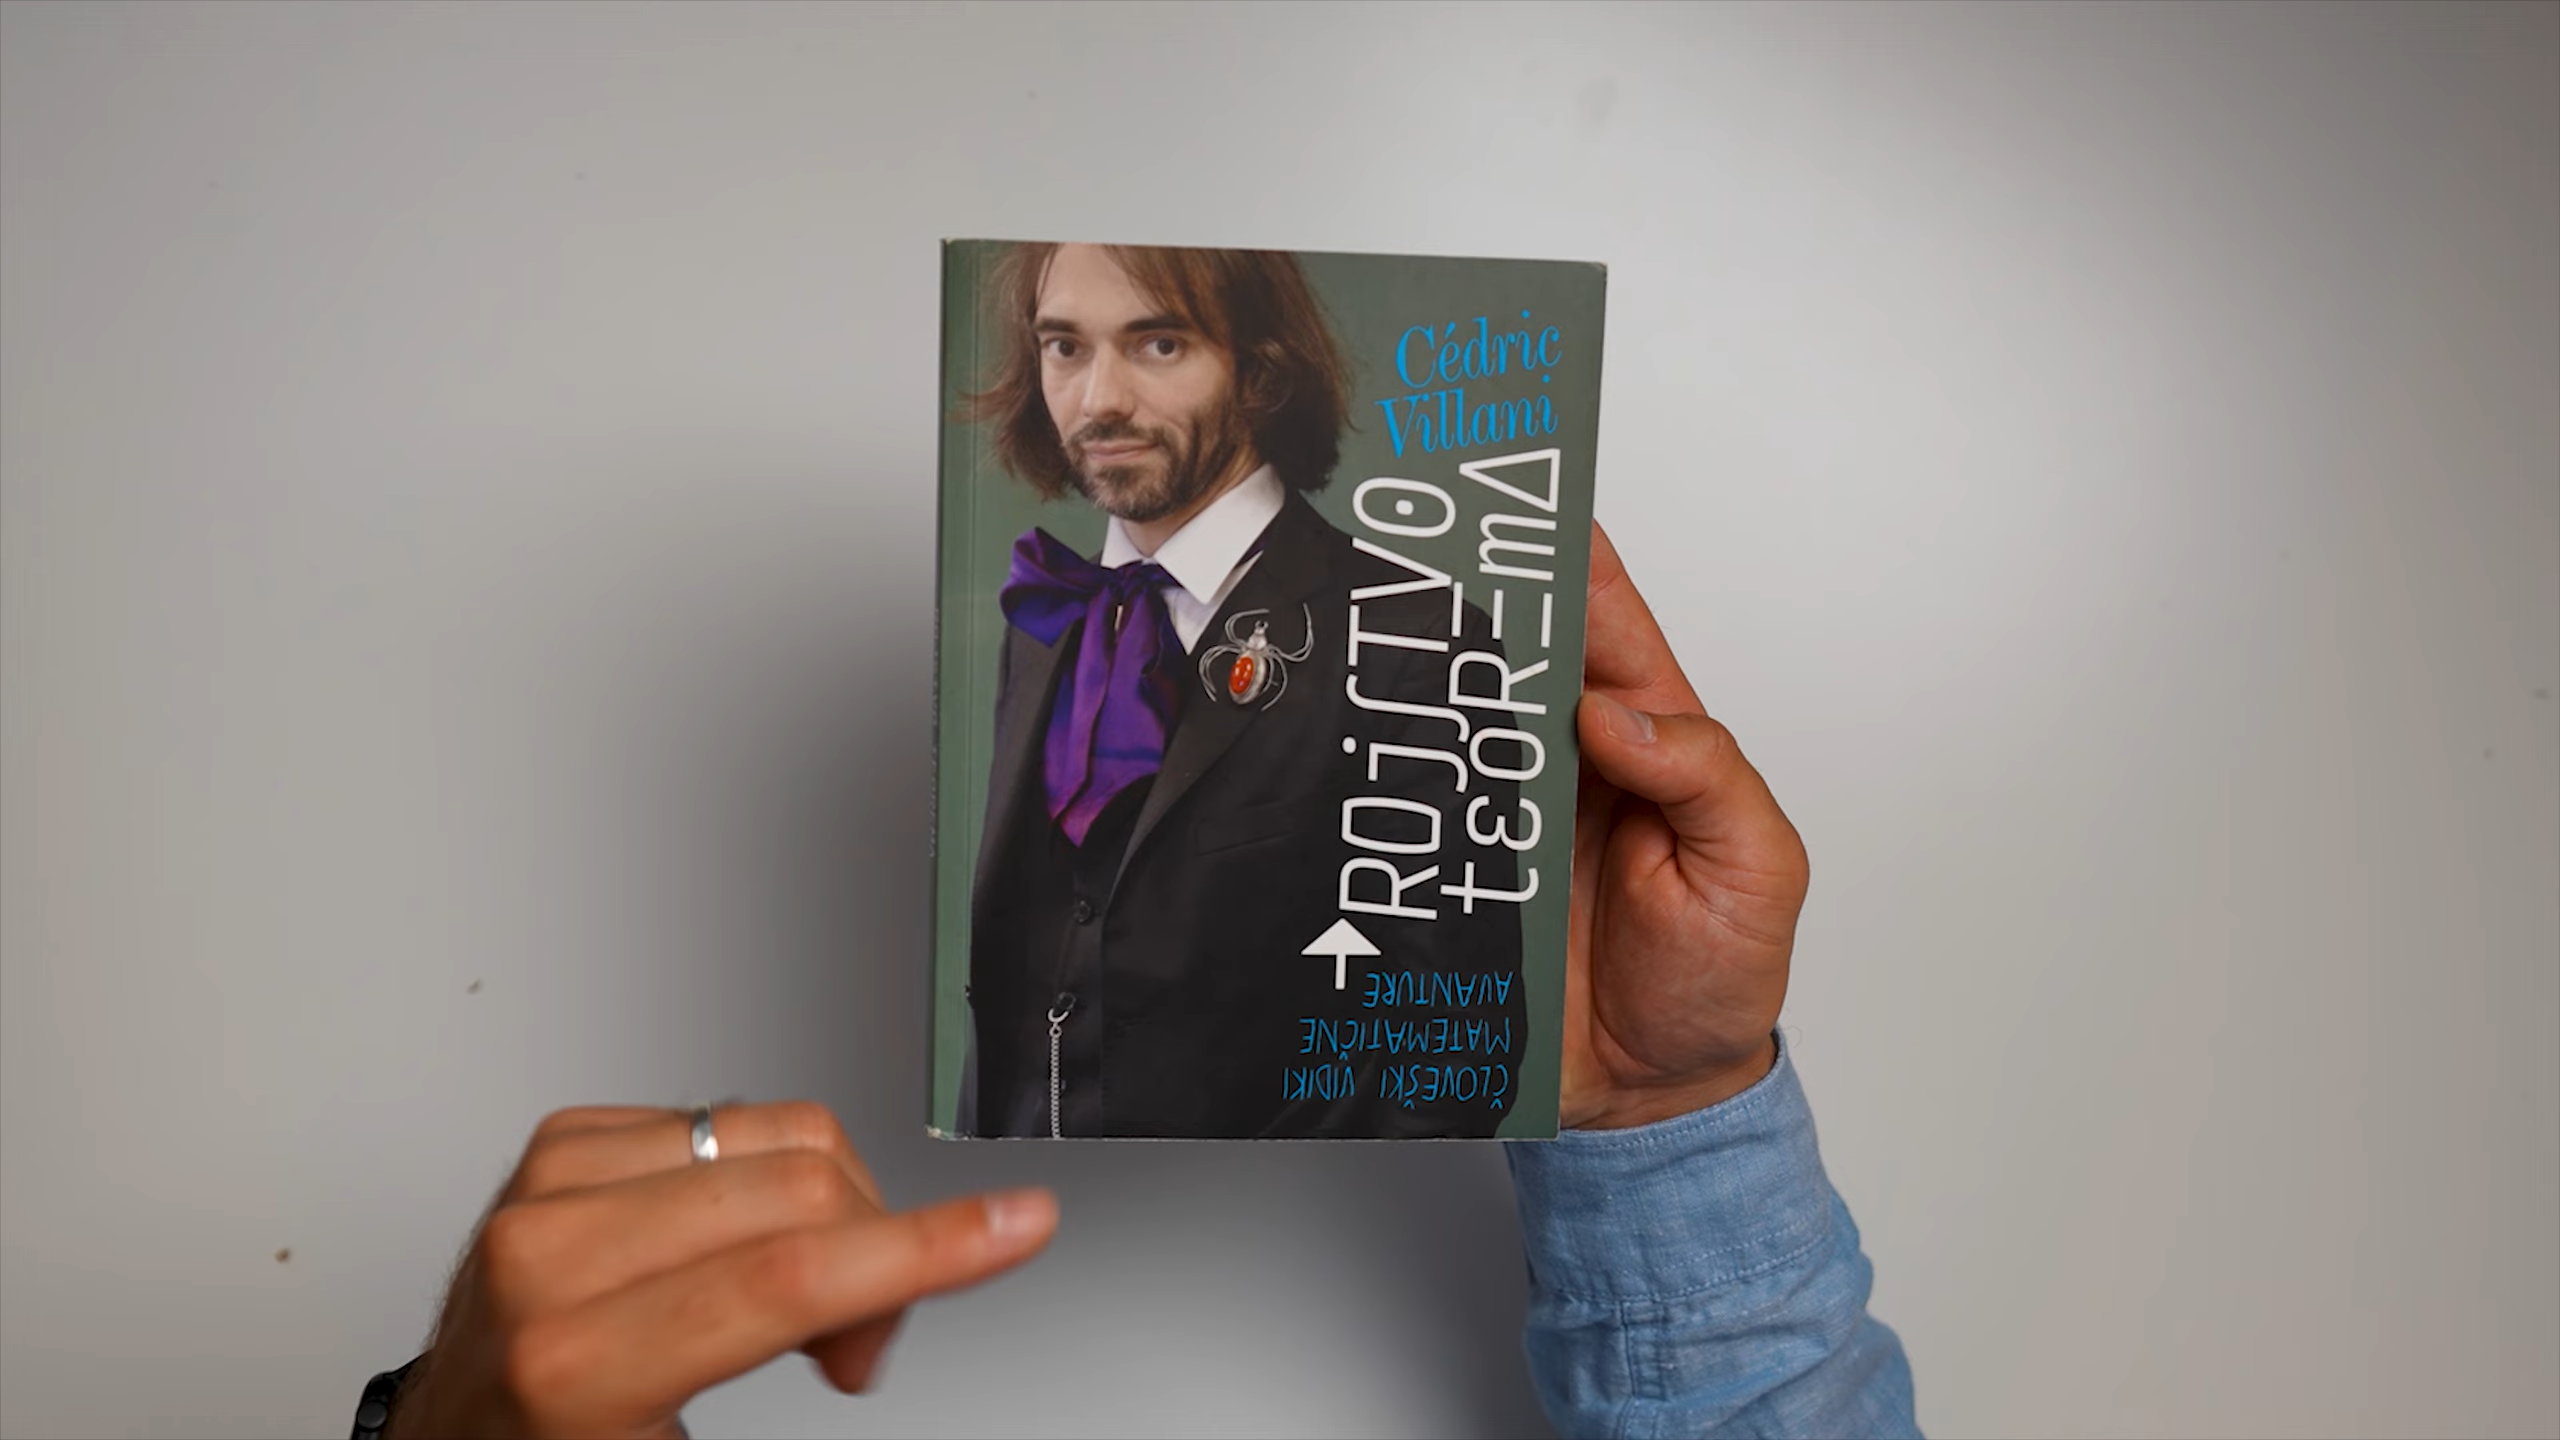 Cédric
Villani
ROJSTVO
tEOREmA
ČLOVEŠKI VIDIKI
MATEMATIČNE
AVANTURE